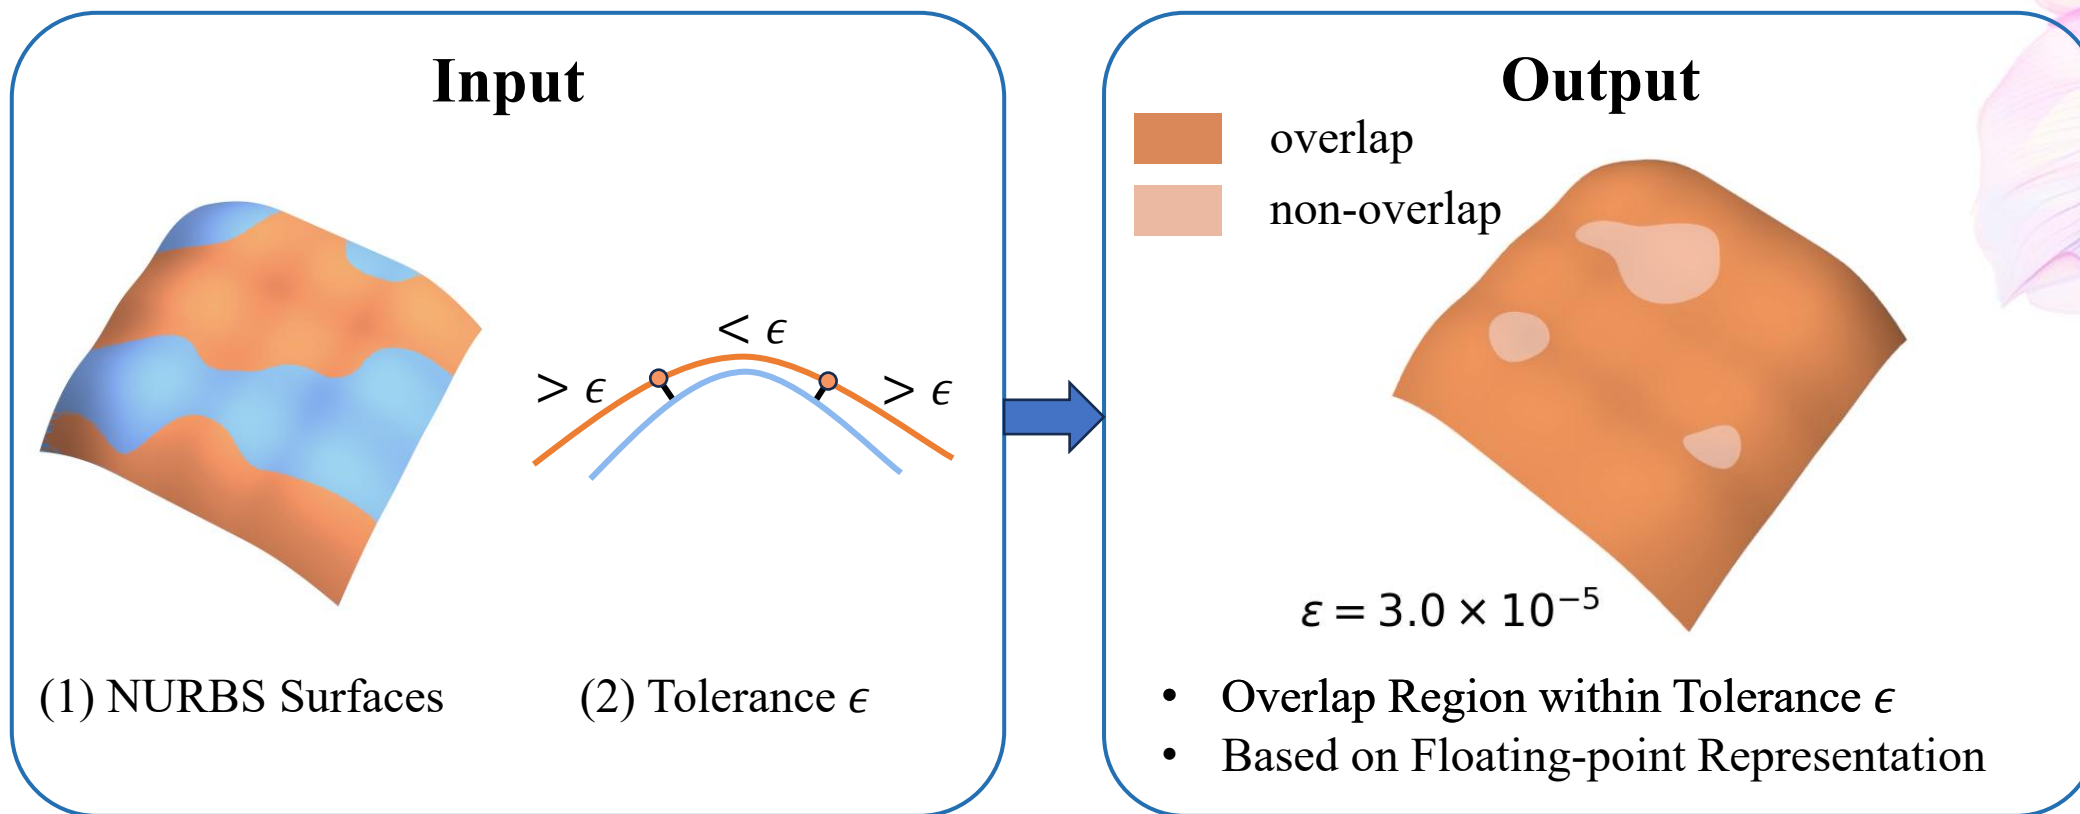 Input
< ϵ
> ϵ
> ϵ
(1) NURBS Surfaces
(2) Tolerance ϵ
Output
overlap
non-overlap
ε = 3.0 × 10⁻⁵
• Overlap Region within Tolerance ϵ
• Based on Floating-point Representation